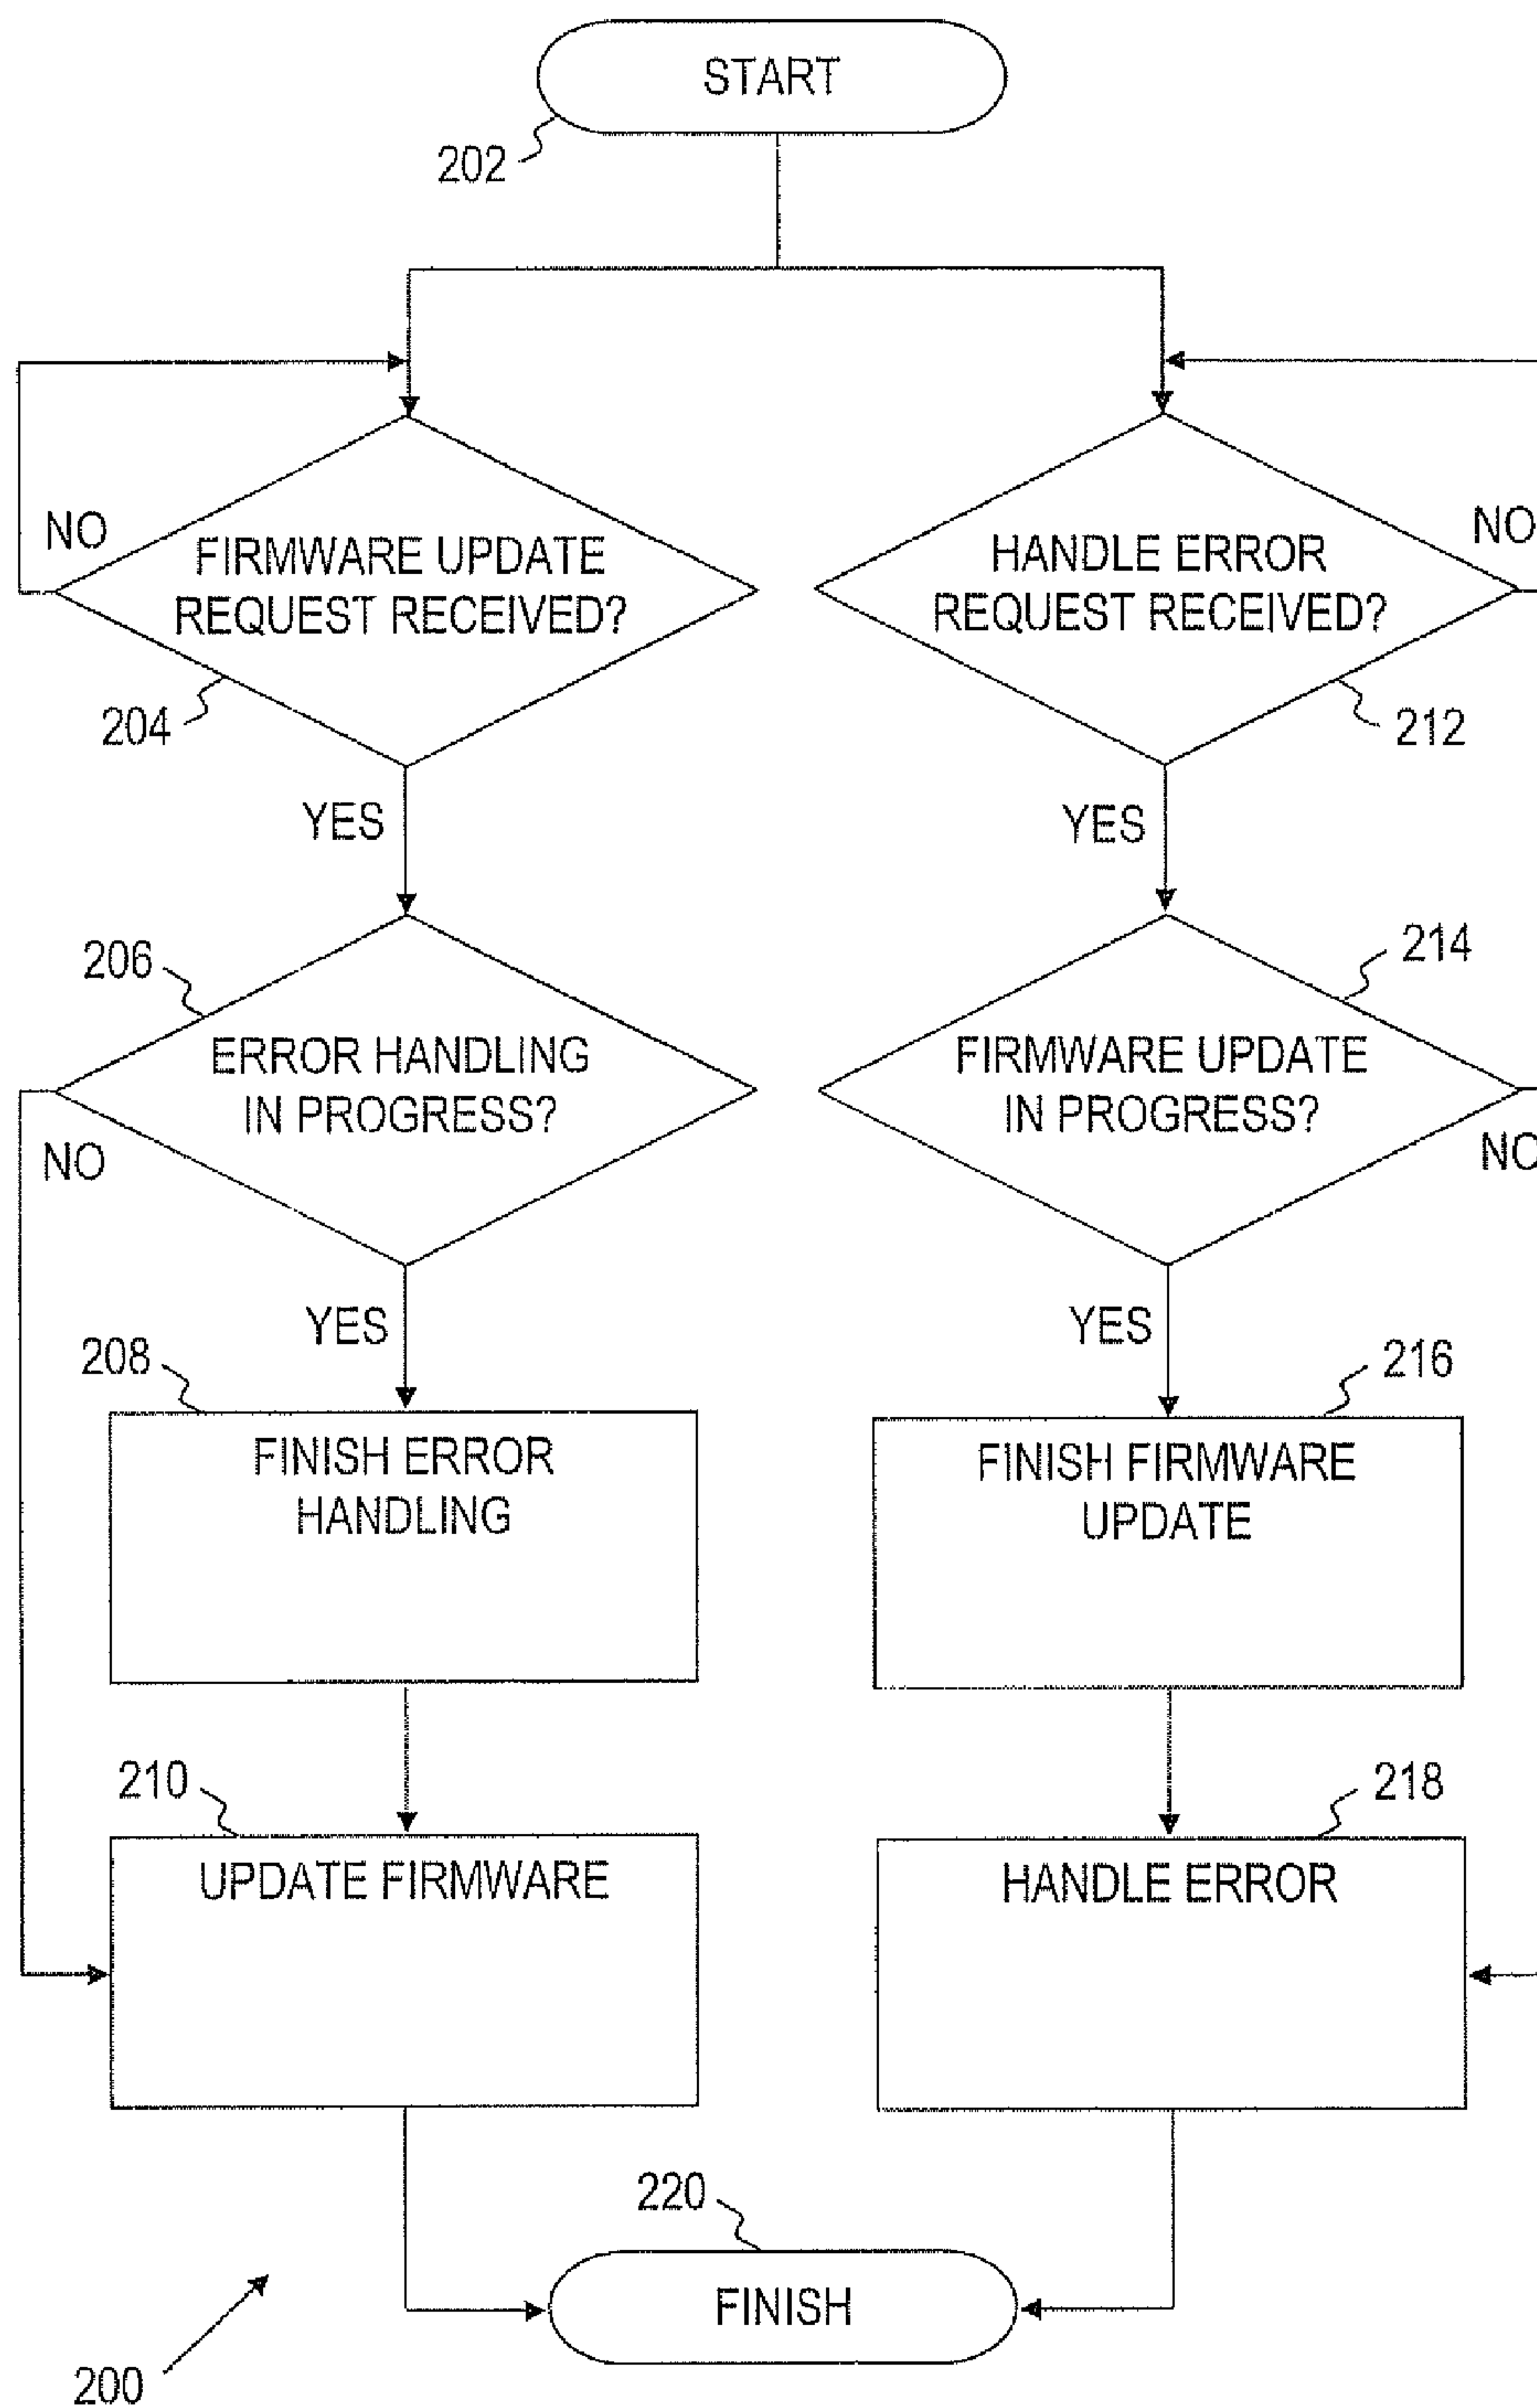 START
202
NO
FIRMWARE UPDATE
REQUEST RECEIVED?
204
HANDLE ERROR
REQUEST RECEIVED?
NO
212
YES
YES
206
ERROR HANDLING
IN PROGRESS?
NO
214
FIRMWARE UPDATE
IN PROGRESS?
NO
YES
YES
208
FINISH ERROR
HANDLING
216
FINISH FIRMWARE
UPDATE
210
UPDATE FIRMWARE
218
HANDLE ERROR
220
FINISH
200